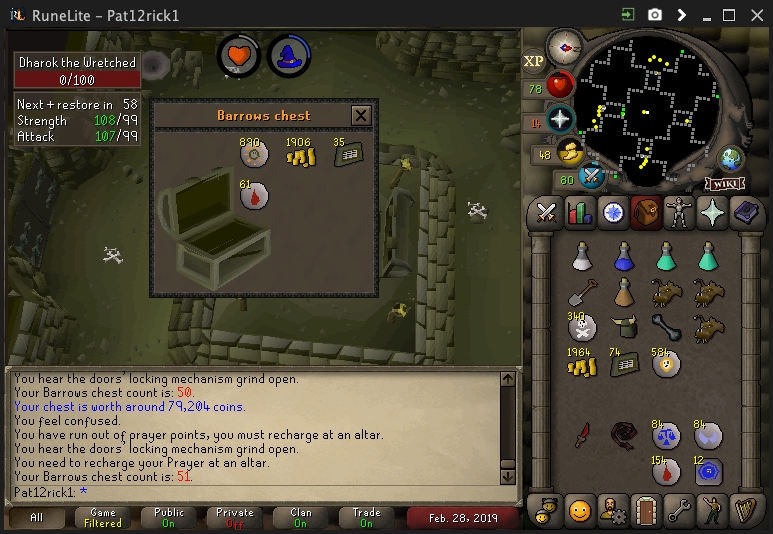 RuneLite - Pat12rick1
Dharok the Wretched
0/100
Next + restore in 58
Strength 108/99
Attack 107/99
Barrows chest
890
1906
35
61
XP
78
14
48
80
WIKI
340
1964
74
584
84
84
154
12
You hear the doors' locking mechanism grind open.
Your Barrows chest count is: 50.
Your chest is worth around 79,204 coins.
You feel confused.
You have run out of prayer points, you must recharge at an altar.
You hear the doors' locking mechanism grind open.
You need to recharge your Prayer at an altar.
Your Barrows chest count is: 51.
Pat12rick1: *
All
Game
Filtered
Public
On
Private
Off
Clan
On
Trade
On
Feb. 28, 2019